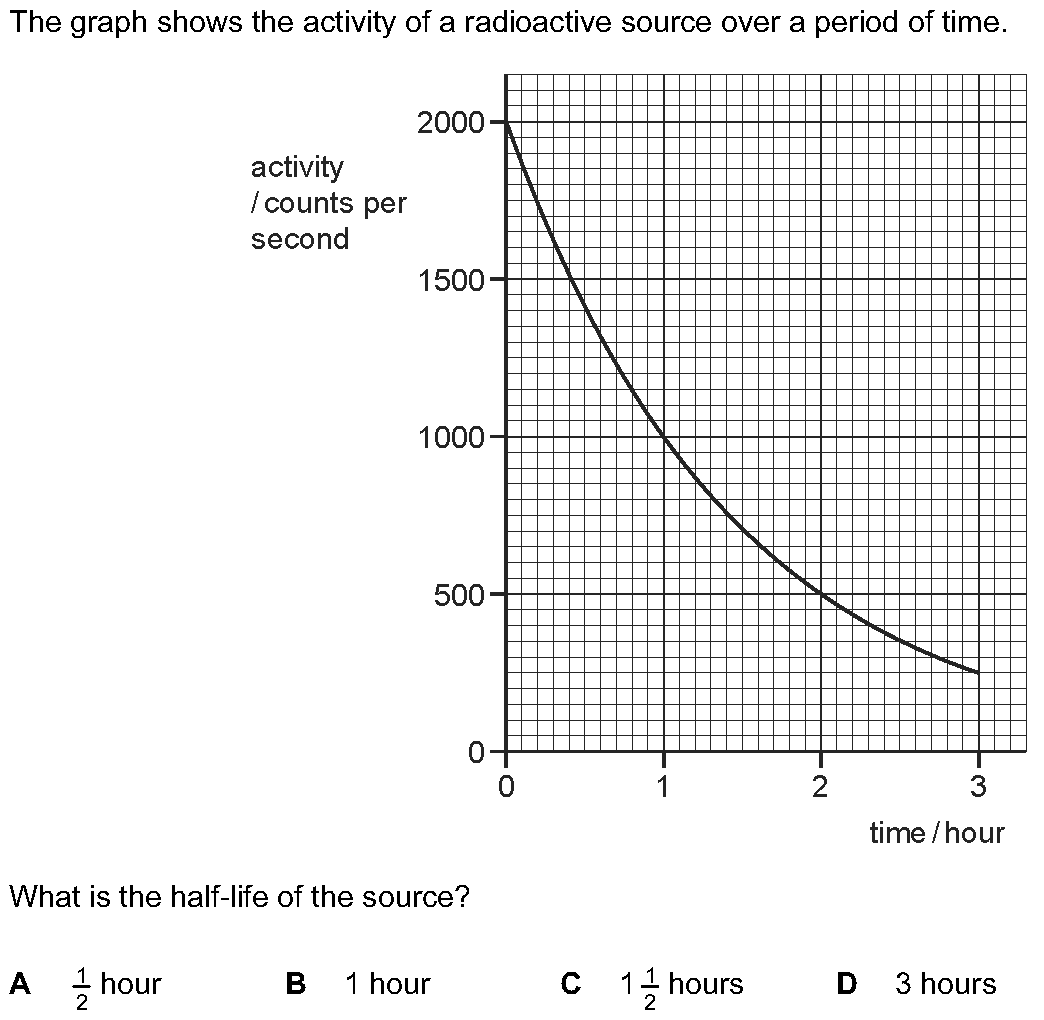 The graph shows the activity of a radioactive source over a period of time.
2000
activity
/ counts per
second
1500
1000
500
0
0 1 2 3
time / hour
What is the half-life of the source?
A 1/2 hour B 1 hour C 1 1/2 hours D 3 hours